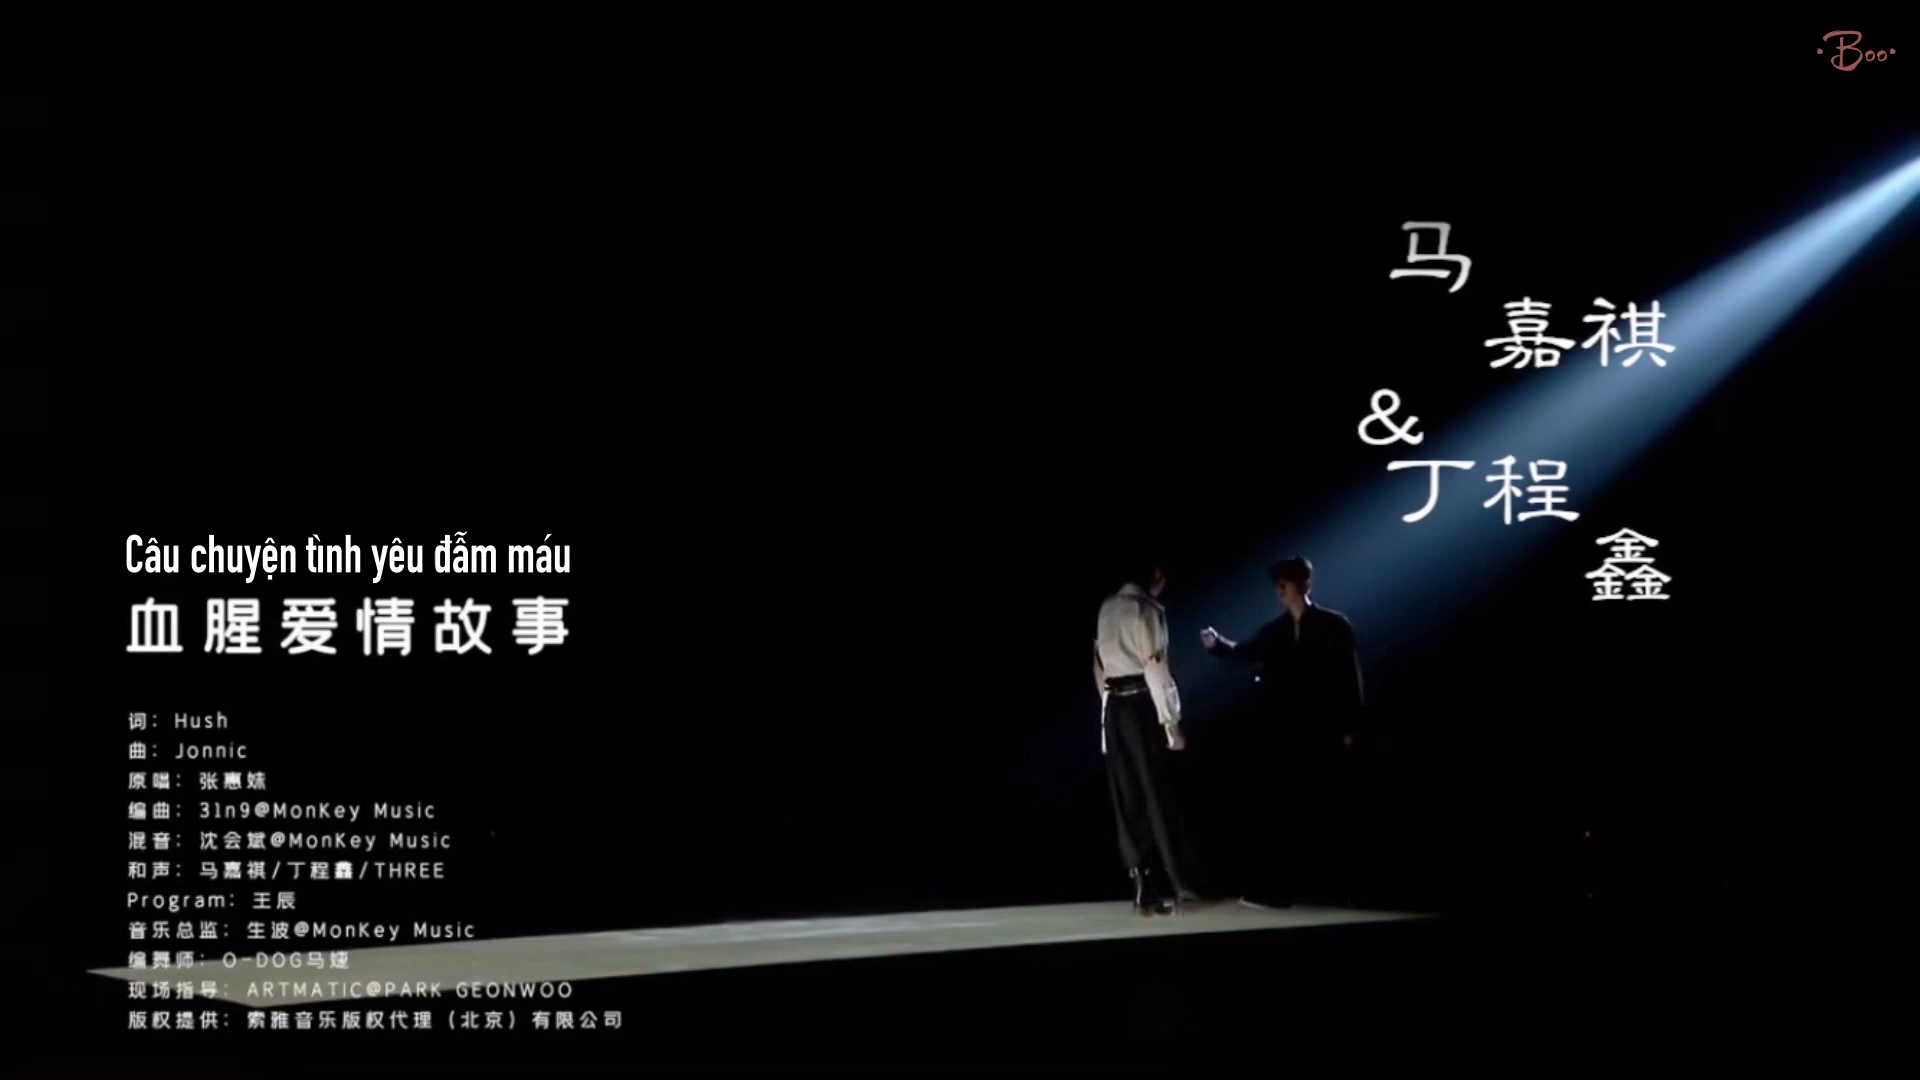 Boo
马
嘉祺
&
丁程
鑫
Câu chuyện tình yêu đẫm máu
血腥爱情故事
词：Hush
曲：Jonnic
原唱：张惠妹
编曲：31n9@MonKey Music
混音：沈会斌@MonKey Music
和声：马嘉祺/丁程鑫/THREE
Program：王辰
音乐总监：生波@MonKey Music
编舞师：O-DOG马婕
现场指导：ARTMATIC@PARK GEONWOO
版权提供：索雅音乐版权代理（北京）有限公司